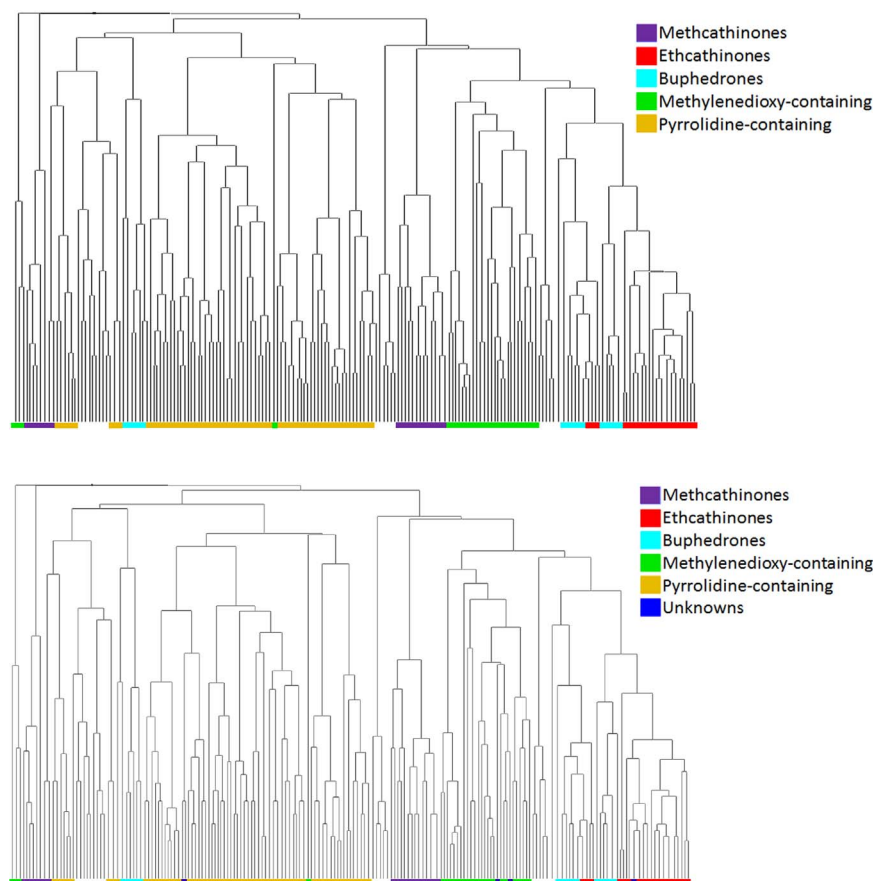 Methcathinones
Ethcathinones
Buphedrones
Methylenedioxy-containing
Pyrrolidine-containing
Methcathinones
Ethcathinones
Buphedrones
Methylenedioxy-containing
Pyrrolidine-containing
Unknowns